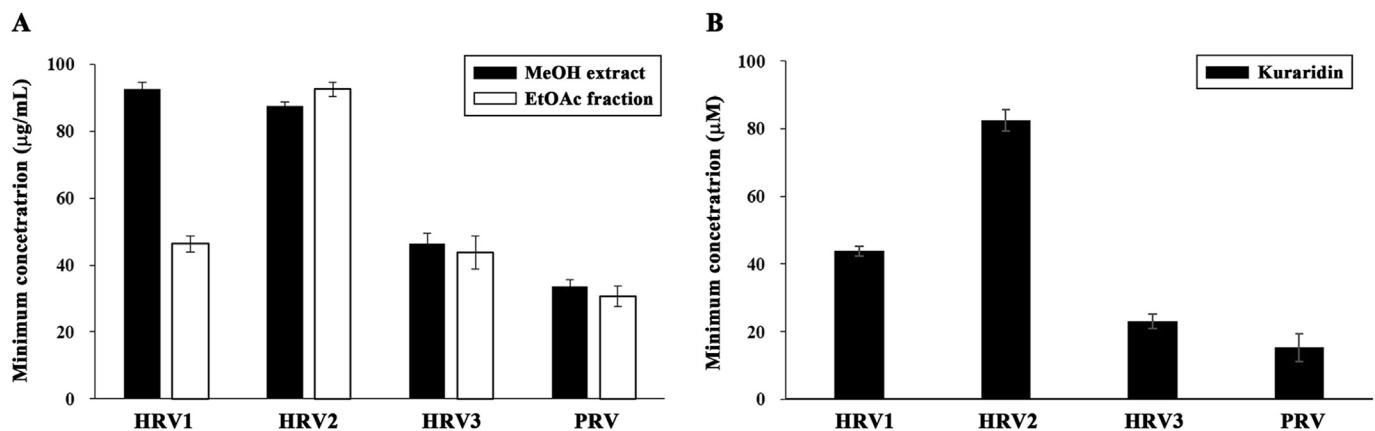 A
Minimum concetratrion (μg/mL)
100
80
60
40
20
0
MeOH extract
EtOAc fraction
HRV1 HRV2 HRV3 PRV
B
Minimum concetratrion (μM)
100
80
60
40
20
0
Kuraridin
HRV1 HRV2 HRV3 PRV